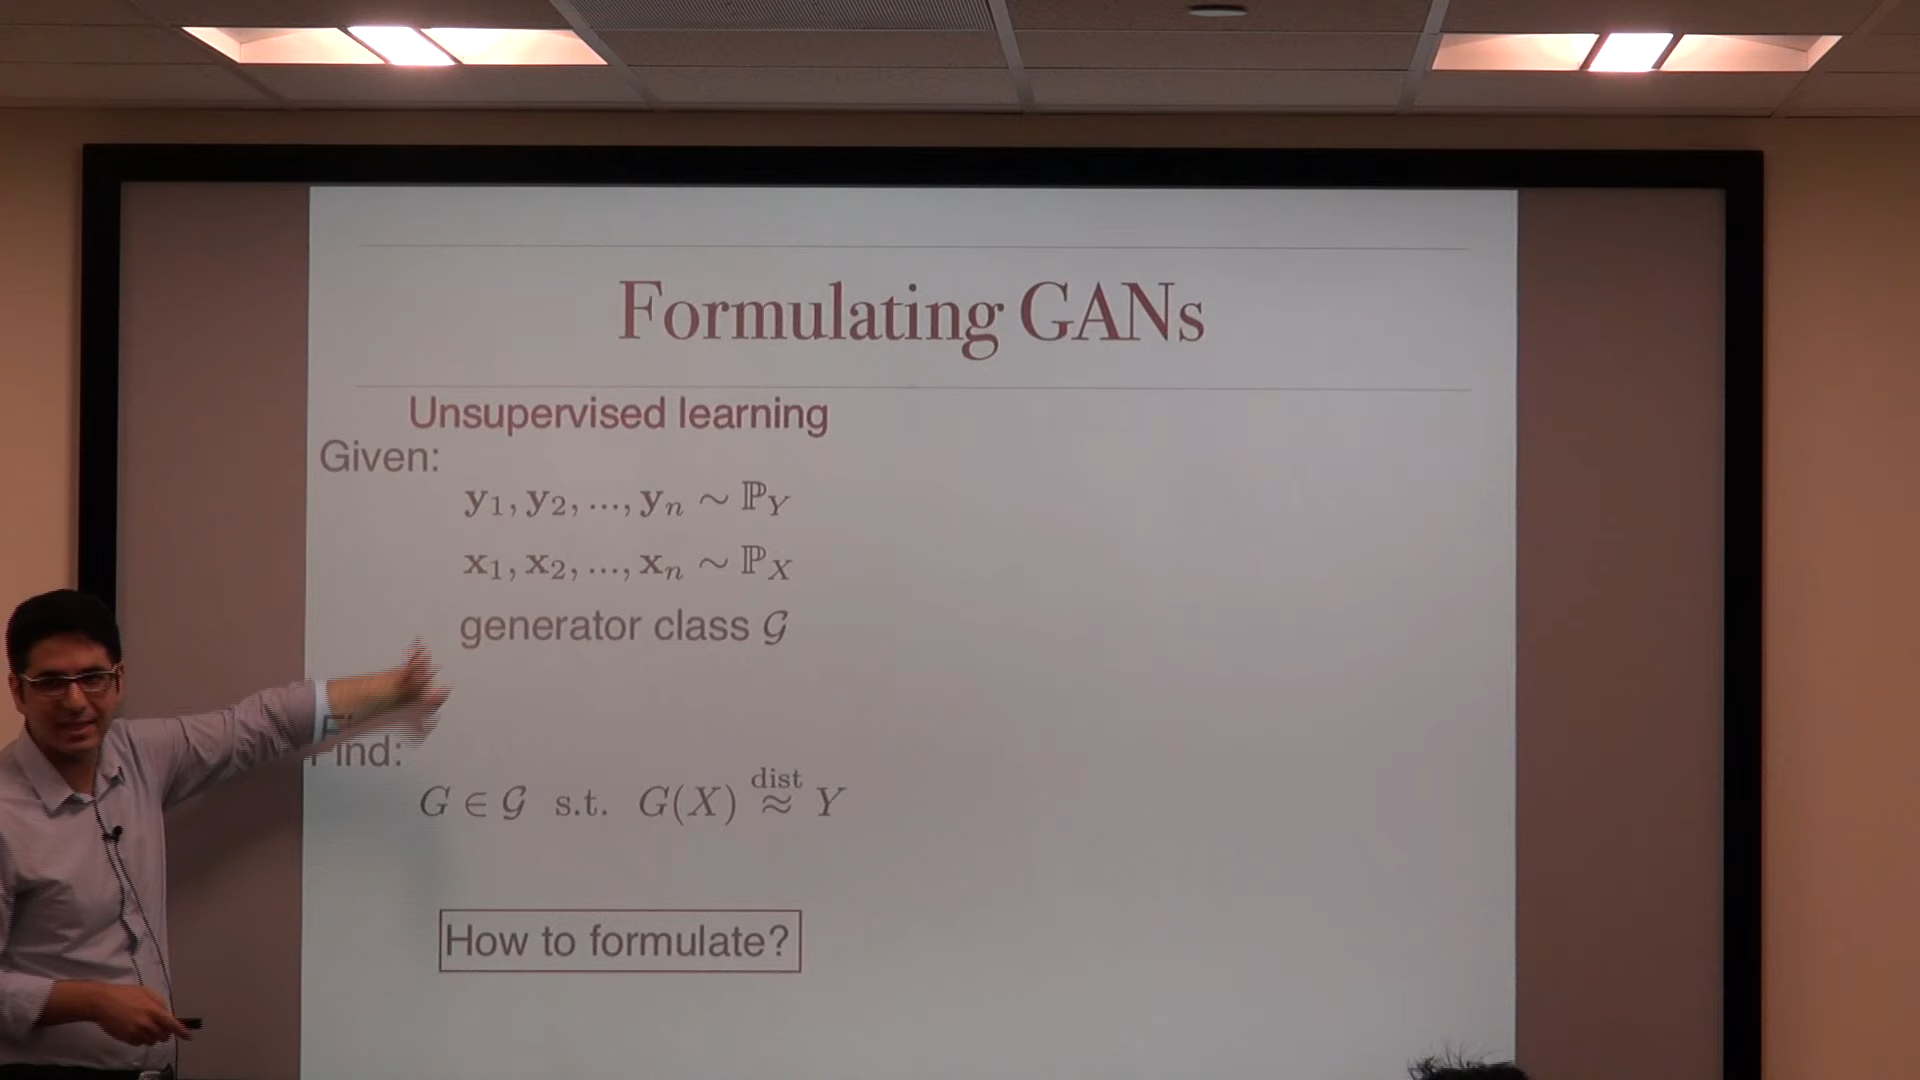 Formulating GANs
Unsupervised learning
Given:
y₁, y₂, ..., yₙ ∼ ℙ_Y
x₁, x₂, ..., xₙ ∼ ℙ_X
generator class 𝒢
Find:
G ∈ 𝒢 s.t. G(X) ≈^dist Y
How to formulate?